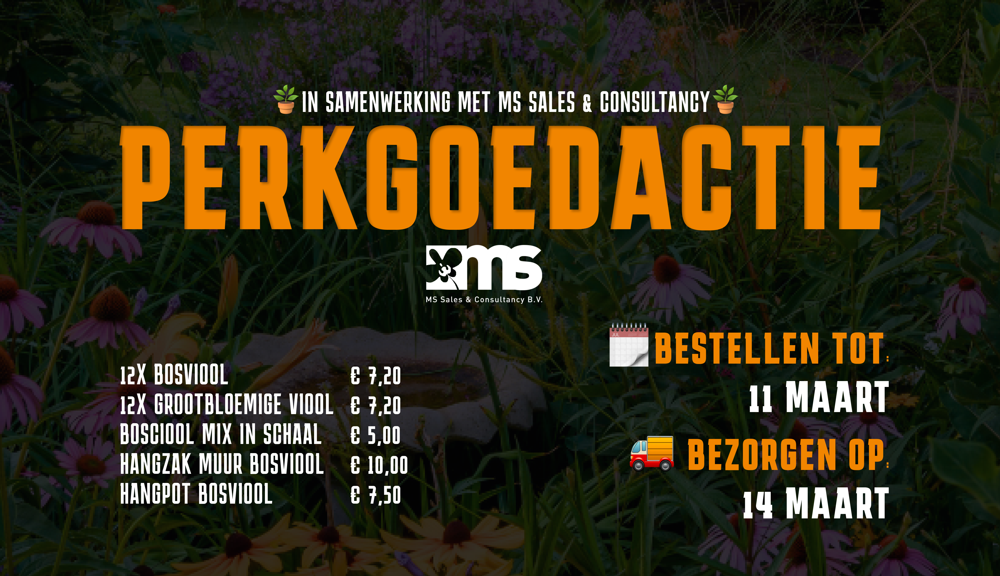 IN SAMENWERKING MET MS SALES & CONSULTANCY
PERKGOEDACTIE
ms
MS Sales & Consultancy B.V.
12X BOSVIOOL € 7,20
12X GROOTBLOEMIGE VIOOL € 7,20
BOSCIOOL MIX IN SCHAAL € 5,00
HANGZAK MUUR BOSVIOOL € 10,00
HANGPOT BOSVIOOL € 7,50
JUL
BESTELLEN TOT:
11 MAART
BEZORGEN OP:
14 MAART